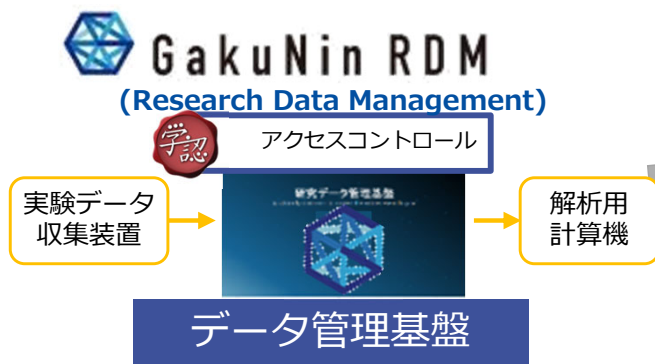 GakuNin RDM
(Research Data Management)
学認
アクセスコントロール
実験データ
収集装置
研究データ管理基盤
解析用
計算機
データ管理基盤